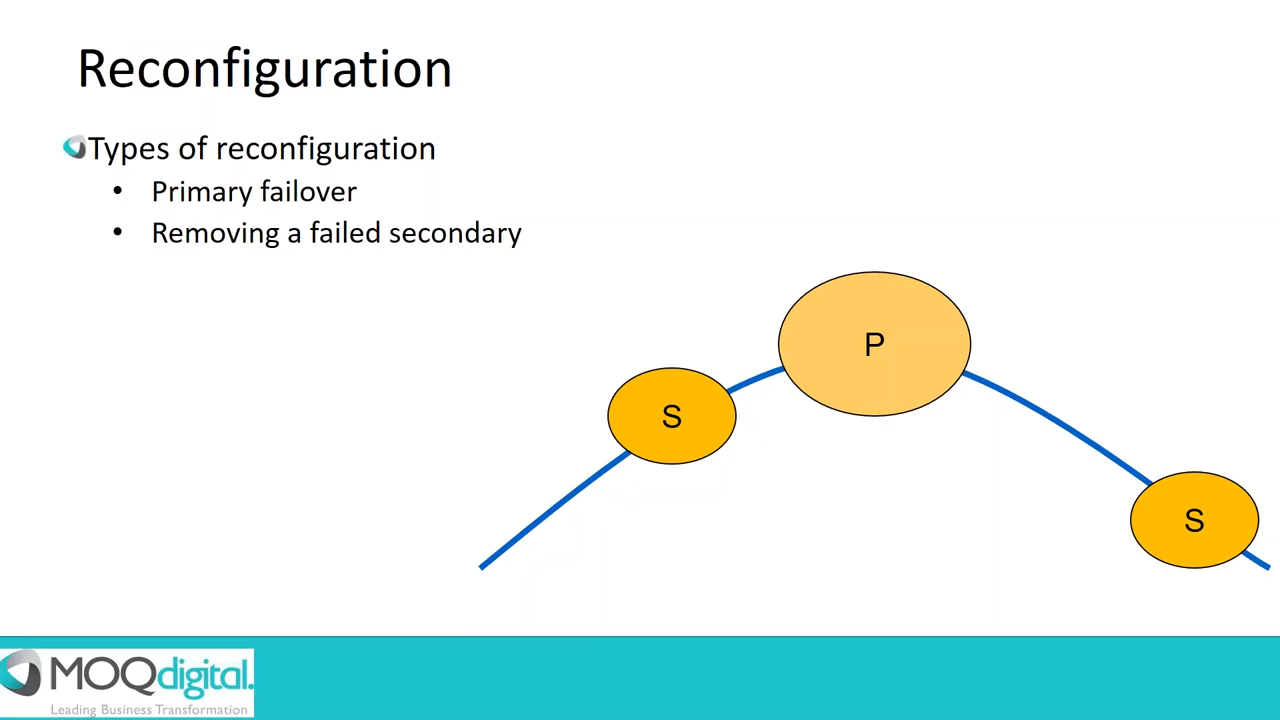 Reconfiguration
Types of reconfiguration
• Primary failover
• Removing a failed secondary
P
S
S
MOQdigital.
Leading Business Transformation